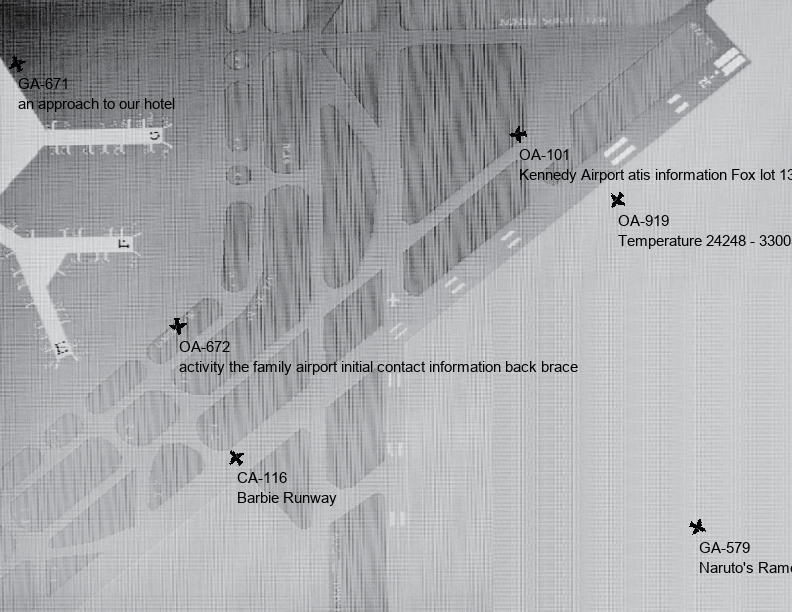 GA-671
an approach to our hotel
OA-101
Kennedy Airport atis information Fox lot 13
OA-919
Temperature 24248 - 3300
OA-672
activity the family airport initial contact information back brace
CA-116
Barbie Runway
GA-579
Naruto's